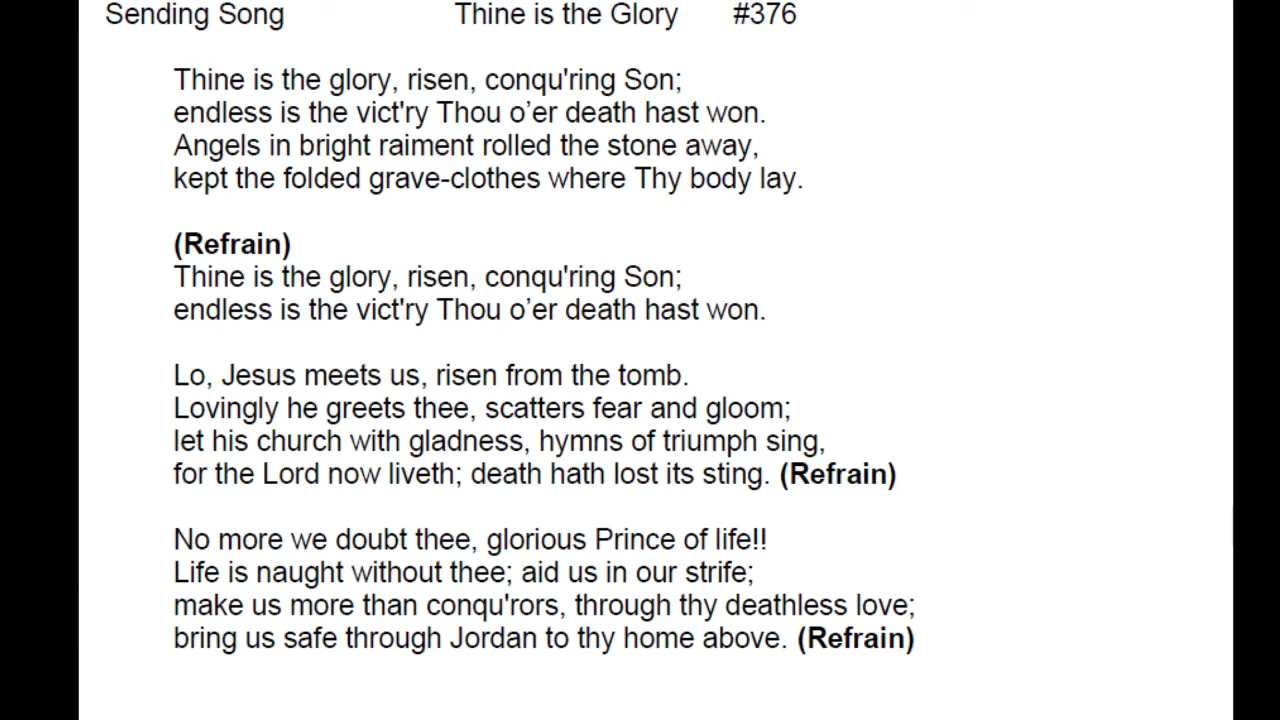 Sending Song Thine is the Glory #376
Thine is the glory, risen, conqu'ring Son;
endless is the vict'ry Thou o’er death hast won.
Angels in bright raiment rolled the stone away,
kept the folded grave-clothes where Thy body lay.
(Refrain)
Thine is the glory, risen, conqu'ring Son;
endless is the vict'ry Thou o’er death hast won.
Lo, Jesus meets us, risen from the tomb.
Lovingly he greets thee, scatters fear and gloom;
let his church with gladness, hymns of triumph sing,
for the Lord now liveth; death hath lost its sting. (Refrain)
No more we doubt thee, glorious Prince of life!!
Life is naught without thee; aid us in our strife;
make us more than conqu'rors, through thy deathless love;
bring us safe through Jordan to thy home above. (Refrain)